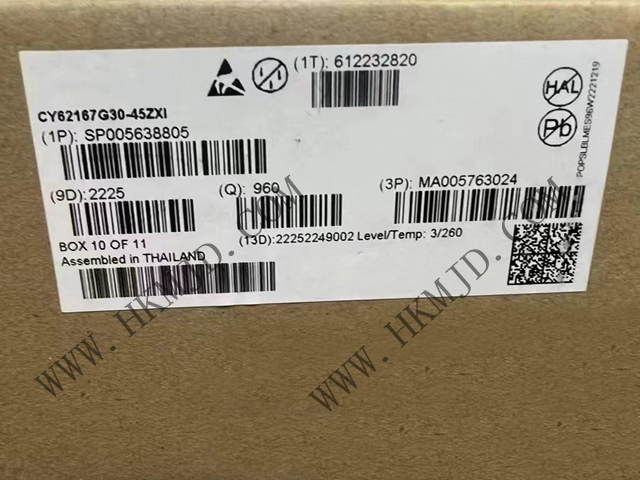 (1T): 612232820
CY62167G30-45ZXI
(1P): SP005638805
(9D): 2225
(Q): 960
(3P): MA005763024
BOX 10 OF 11
(13D): 22252249002 Level/Temp: 3/260
Assembled in THAILAND
HAL
Pb
POPSLBLMES96W2221219
WWW.HKMJD.COM
WWW.HKMJD.COM